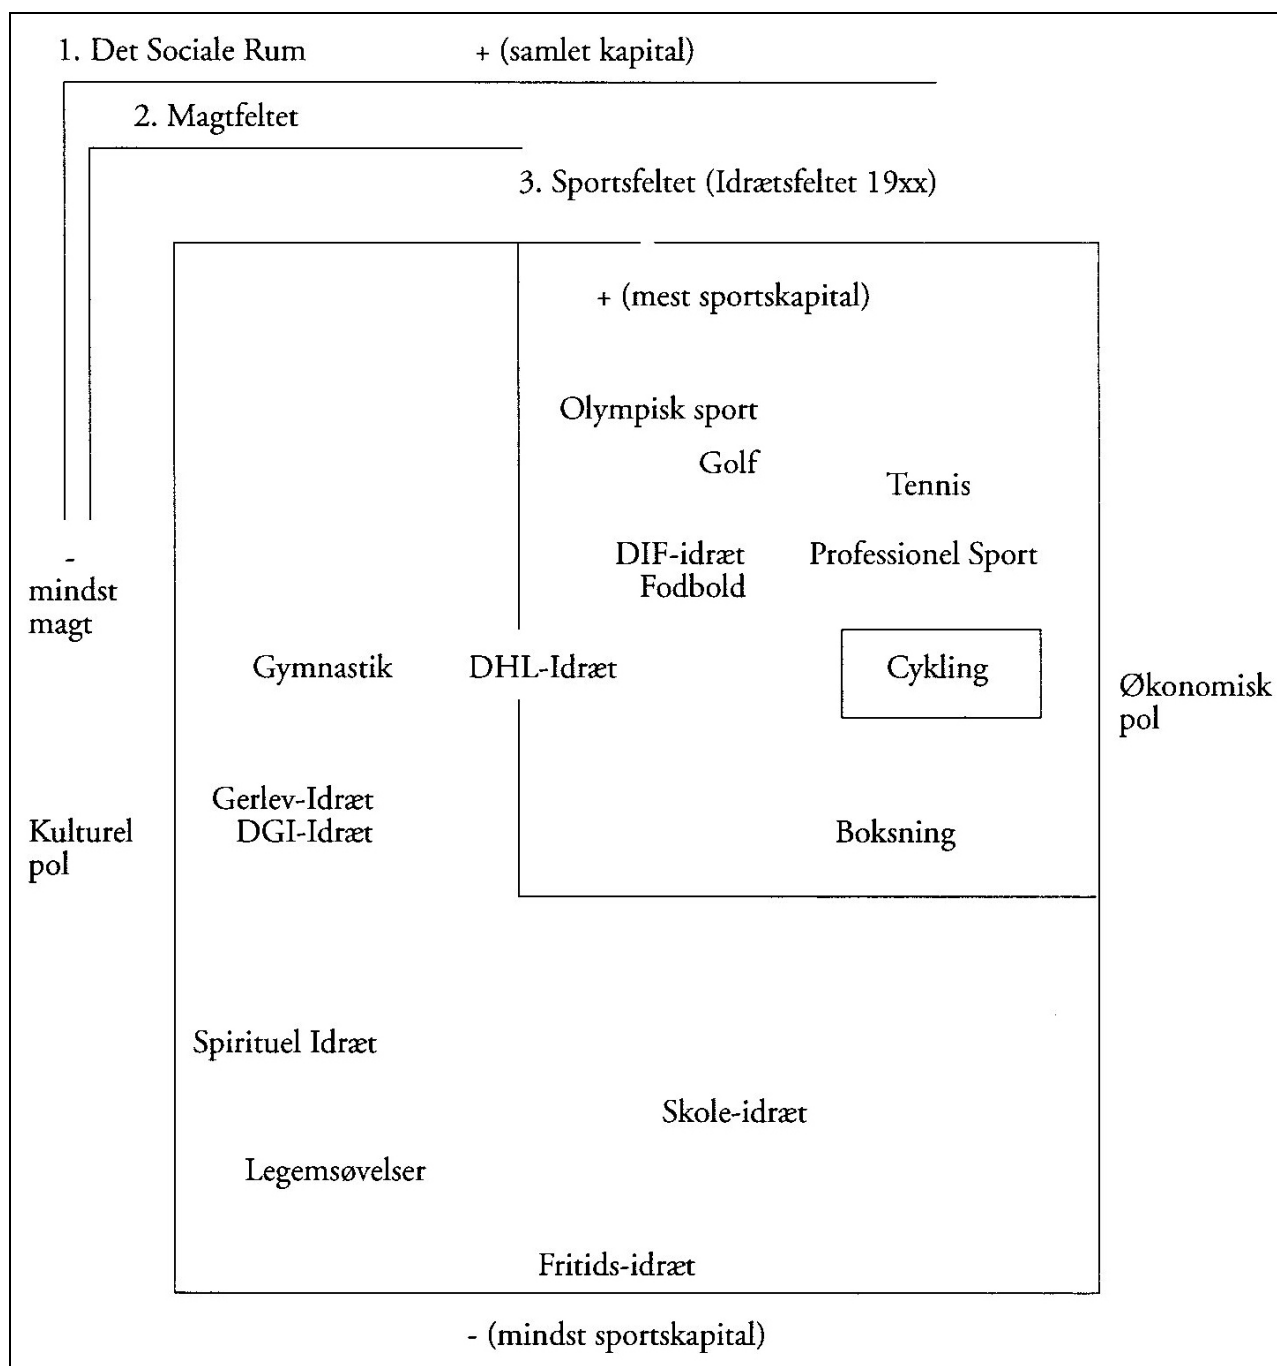 1. Det Sociale Rum + (samlet kapital)
2. Magtfeltet
3. Sportsfeltet (Idrætsfeltet 19xx)
+ (mest sportskapital)
Olympisk sport
Golf
Tennis
DIF-idræt Professionel Sport
Fodbold
-
mindst
magt
Gymnastik DHL-Idræt Cykling
Økonomisk
pol
Gerlev-Idræt
DGI-Idræt
Boksning
Kulturel
pol
Spirituel Idræt
Skole-idræt
Legemsøvelser
Fritids-idræt
- (mindst sportskapital)